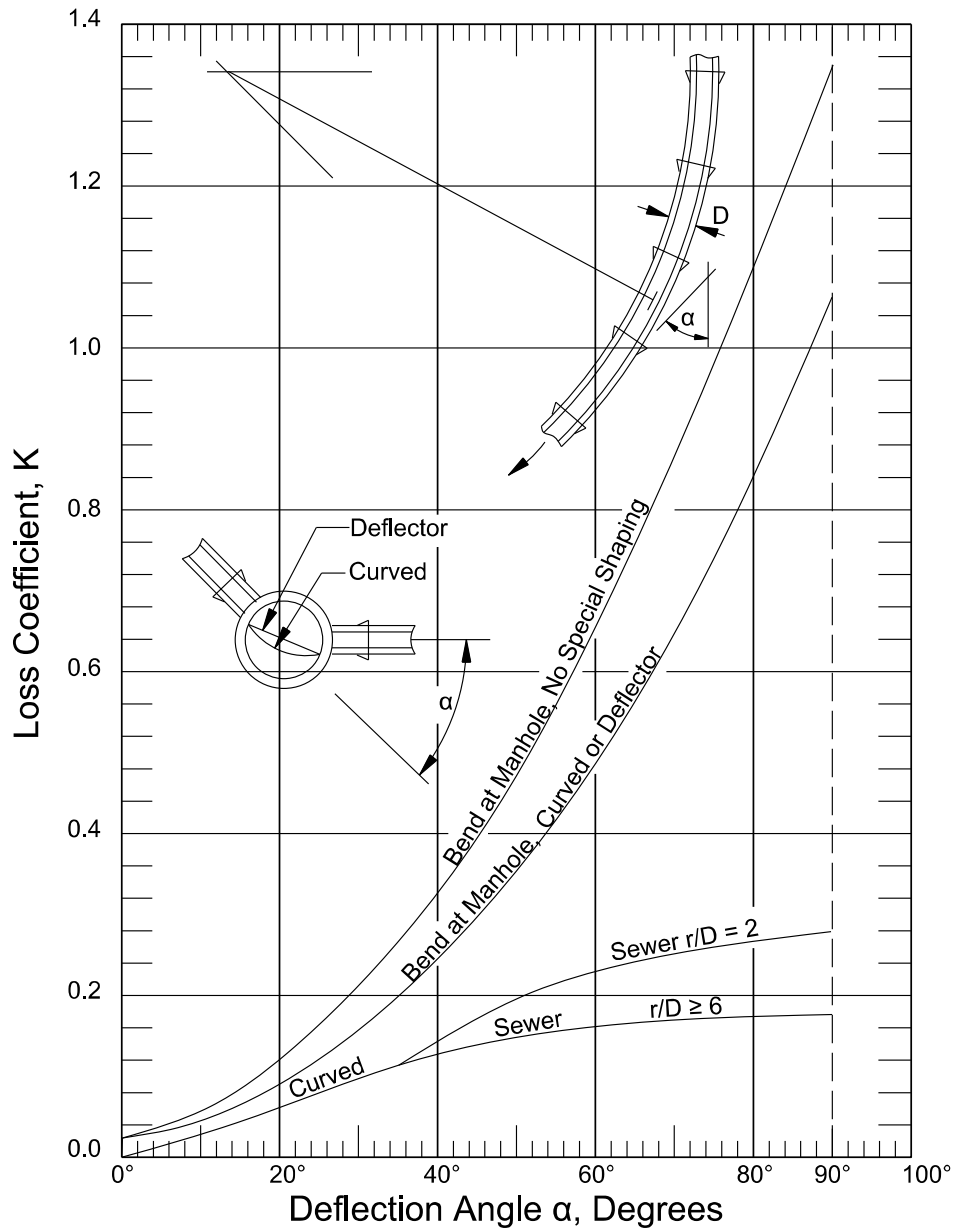 1.4
1.2
1.0
0.8
0.6
0.4
0.2
0.0
Loss Coefficient, K
D
α
Deflector
Curved
α
Bend at Manhole, No Special Shaping
Bend at Manhole, Curved or Deflector
Sewer r/D = 2
Curved Sewer r/D ≥ 6
0° 20° 40° 60° 80° 90° 100°
Deflection Angle α, Degrees